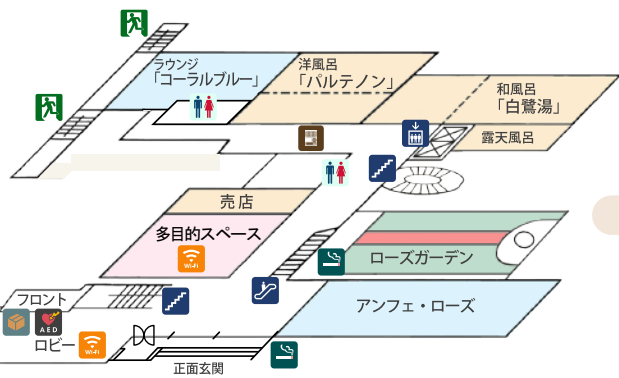 ラウンジ
「コーラルブルー」
洋風呂
「パルテノン」
和風呂
「白鷺湯」
露天風呂
売店
多目的スペース
Wi-Fi
ローズガーデン
アンフェ・ローズ
フロント
AED
ロビー
Wi-Fi
正面玄関